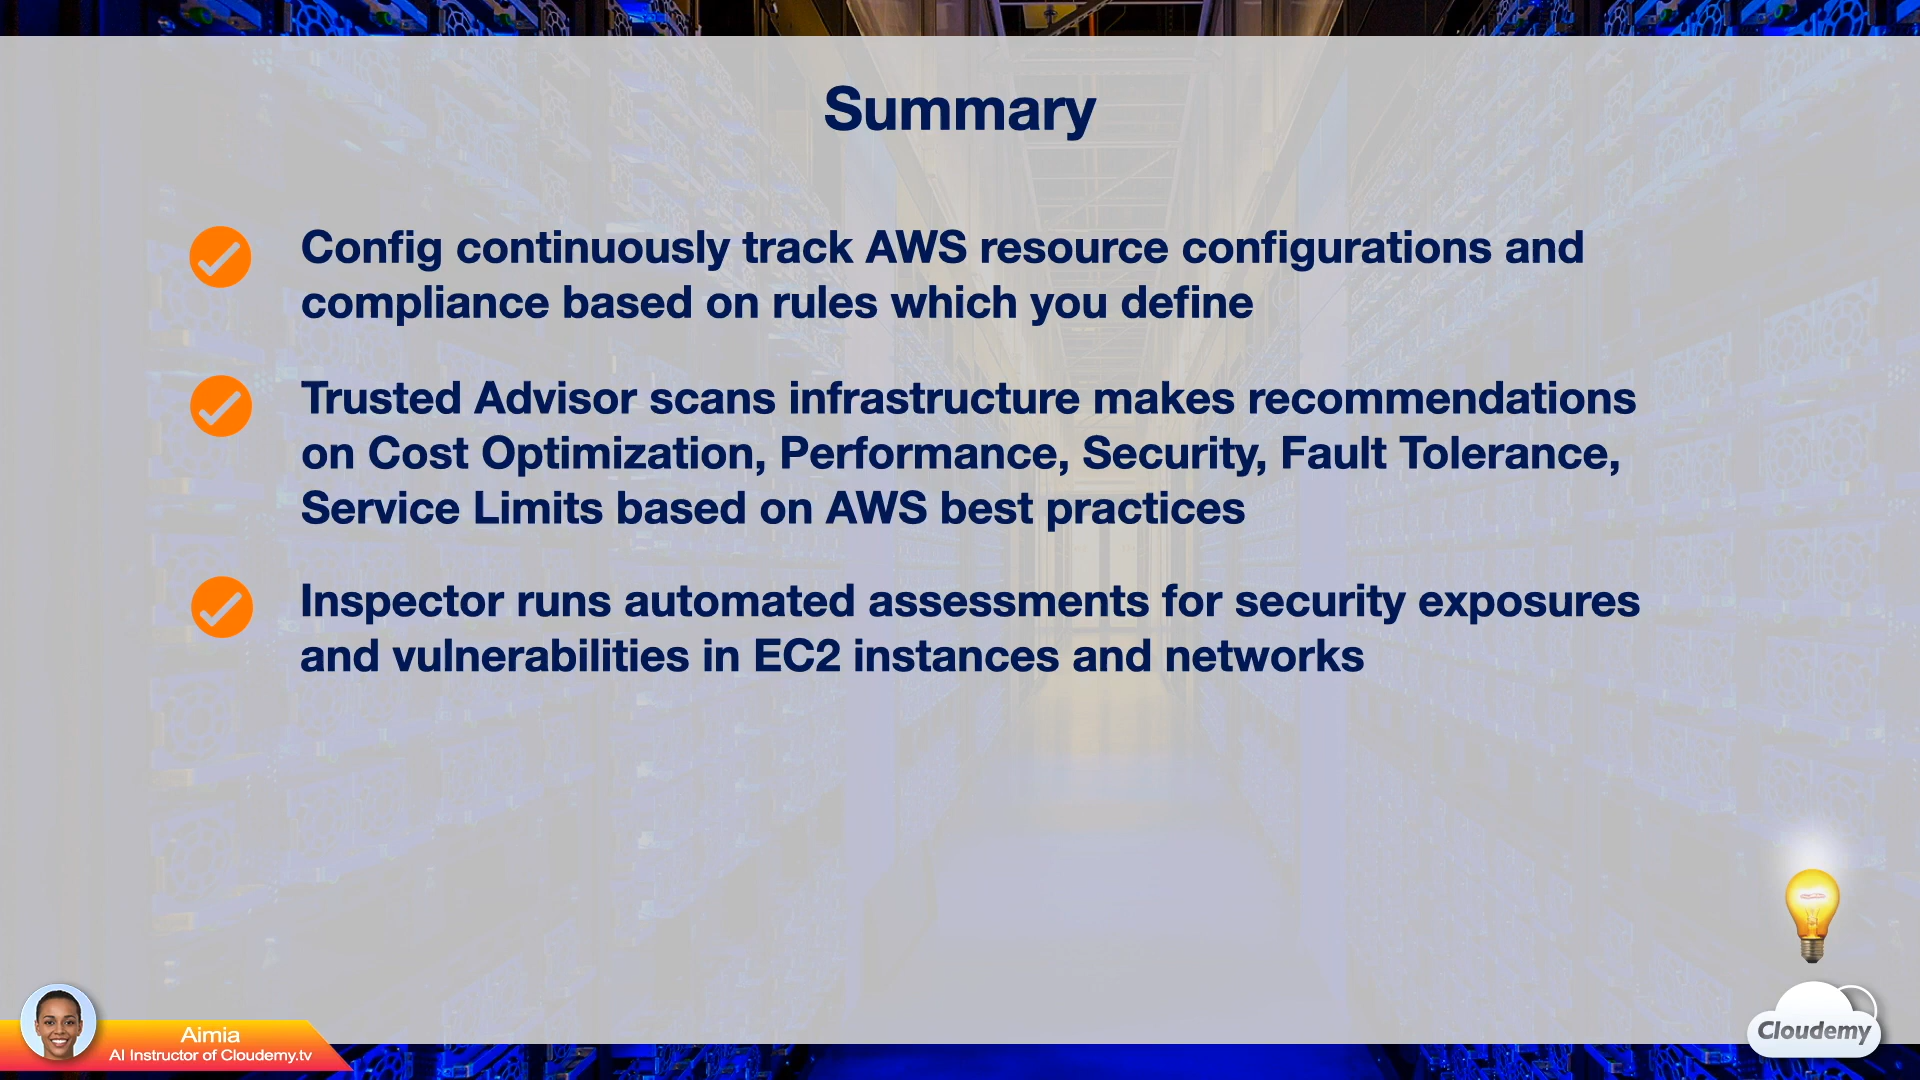 Summary
Config continuously track AWS resource configurations and
compliance based on rules which you define
Trusted Advisor scans infrastructure makes recommendations
on Cost Optimization, Performance, Security, Fault Tolerance,
Service Limits based on AWS best practices
Inspector runs automated assessments for security exposures
and vulnerabilities in EC2 instances and networks
Aimia
AI Instructor of Cloudemy.tv
Cloudemy